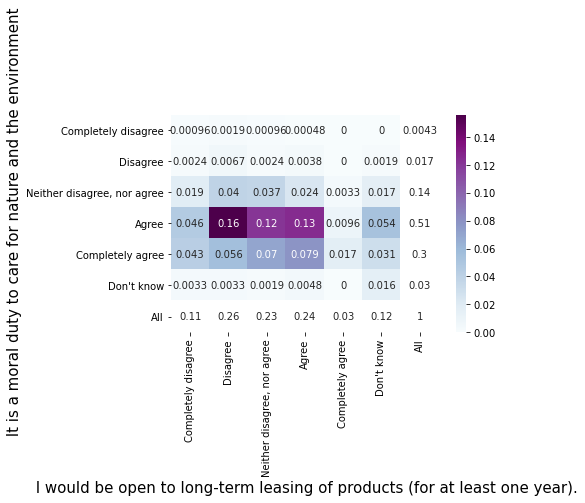 It is a moral duty to care for nature and the environment
Completely disagree 0.00096 0.0019 0.00096 0.00048 0 0 0.0043
Disagree 0.0024 0.0067 0.0024 0.0038 0 0.0019 0.017
Neither disagree, nor agree 0.019 0.04 0.037 0.024 0.0033 0.017 0.14
Agree 0.046 0.16 0.12 0.13 0.0096 0.054 0.51
Completely agree 0.043 0.056 0.07 0.079 0.017 0.031 0.3
Don't know 0.0033 0.0033 0.0019 0.0048 0 0.016 0.03
All 0.11 0.26 0.23 0.24 0.03 0.12 1
Completely disagree
Disagree
Neither disagree, nor agree
Agree
Completely agree
Don't know
All
0.14
0.12
0.10
0.08
0.06
0.04
0.02
0.00
I would be open to long-term leasing of products (for at least one year).